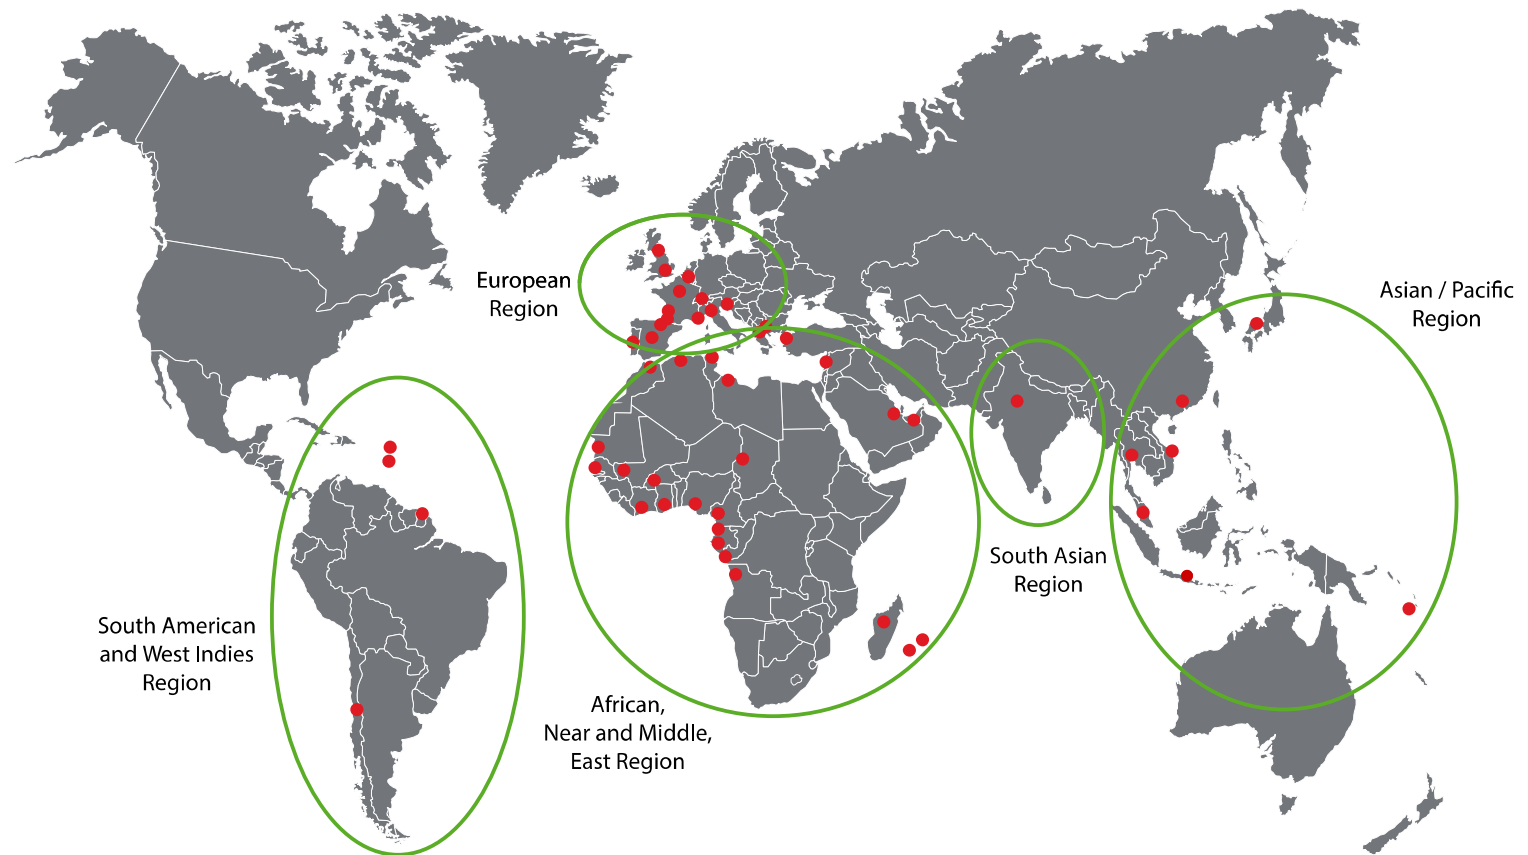 European
Region
Asian / Pacific
Region
South Asian
Region
South American
and West Indies
Region
African,
Near and Middle,
East Region